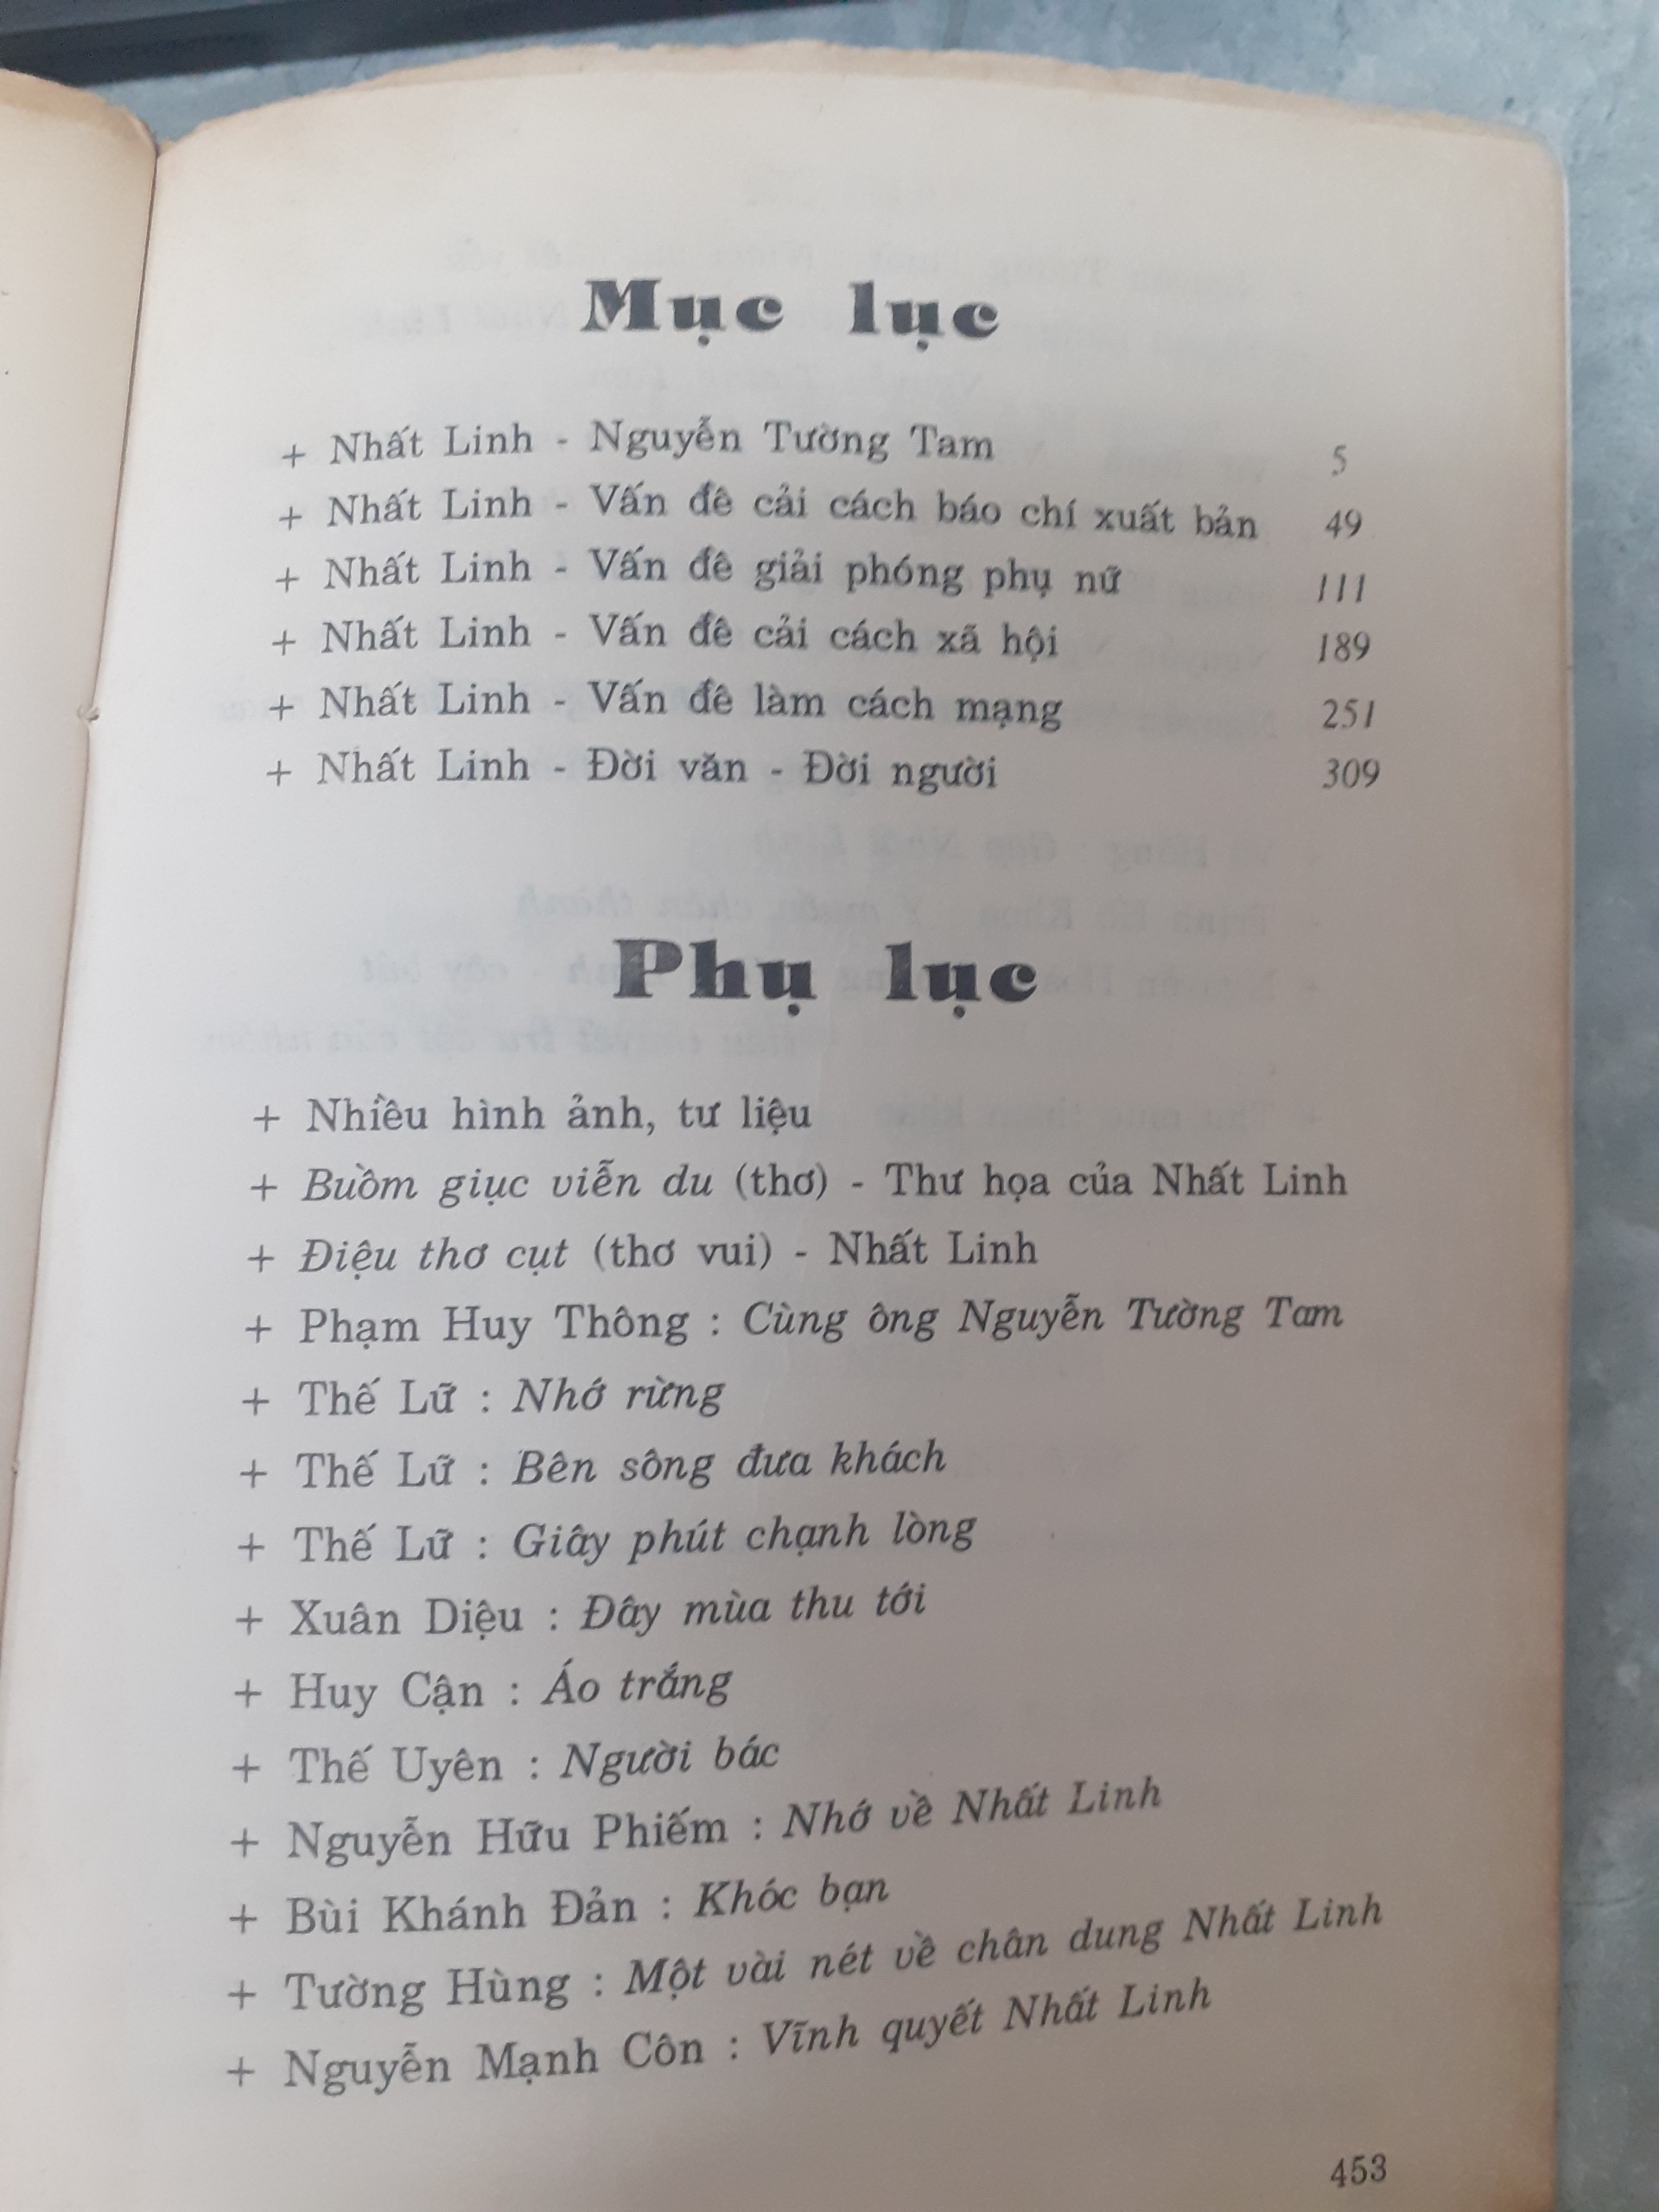 Mục lục
+ Nhất Linh - Nguyễn Tường Tam 5
+ Nhất Linh - Vấn đề cải cách báo chí xuất bản 49
+ Nhất Linh - Vấn đề giải phóng phụ nữ 111
+ Nhất Linh - Vấn đề cải cách xã hội 189
+ Nhất Linh - Vấn đề làm cách mạng 251
+ Nhất Linh - Đời văn - Đời người 309
Phụ lục
+ Nhiều hình ảnh, tư liệu
+ Buồm giục viễn du (thơ) - Thư họa của Nhất Linh
+ Điệu thơ cụt (thơ vui) - Nhất Linh
+ Phạm Huy Thông : Cùng ông Nguyễn Tường Tam
+ Thế Lữ : Nhớ rừng
+ Thế Lữ : Bên sông đưa khách
+ Thế Lữ : Giây phút chạnh lòng
+ Xuân Diệu : Đây mùa thu tới
+ Huy Cận : Áo trắng
+ Thế Uyên : Người bác
+ Nguyễn Hữu Phiếm : Nhớ về Nhất Linh
+ Bùi Khánh Đản : Khóc bạn
+ Tường Hùng : Một vài nét về chân dung Nhất Linh
+ Nguyễn Mạnh Côn : Vĩnh quyết Nhất Linh
453